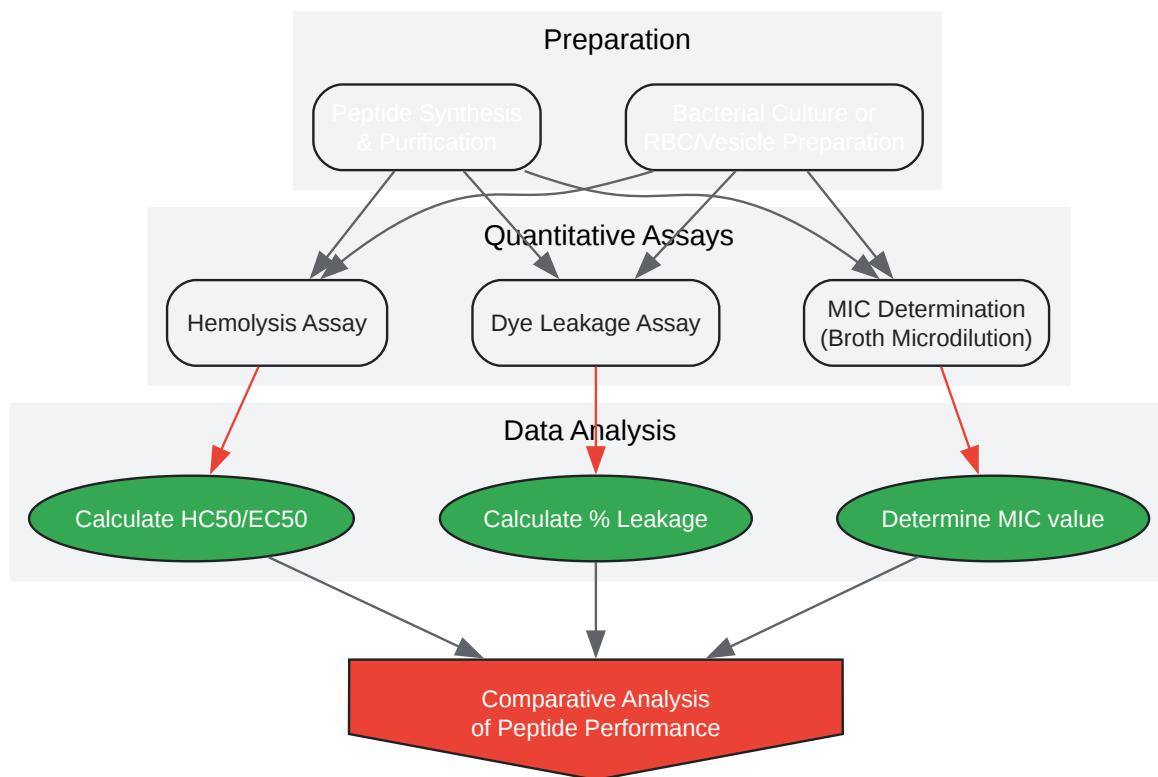 Preparation
Peptide Synthesis
& Purification
Bacterial Culture or
RBC/Vesicle Preparation
Quantitative Assays
Hemolysis Assay
Dye Leakage Assay
MIC Determination
(Broth Microdilution)
Data Analysis
Calculate HC50/EC50
Calculate % Leakage
Determine MIC value
Comparative Analysis
of Peptide Performance